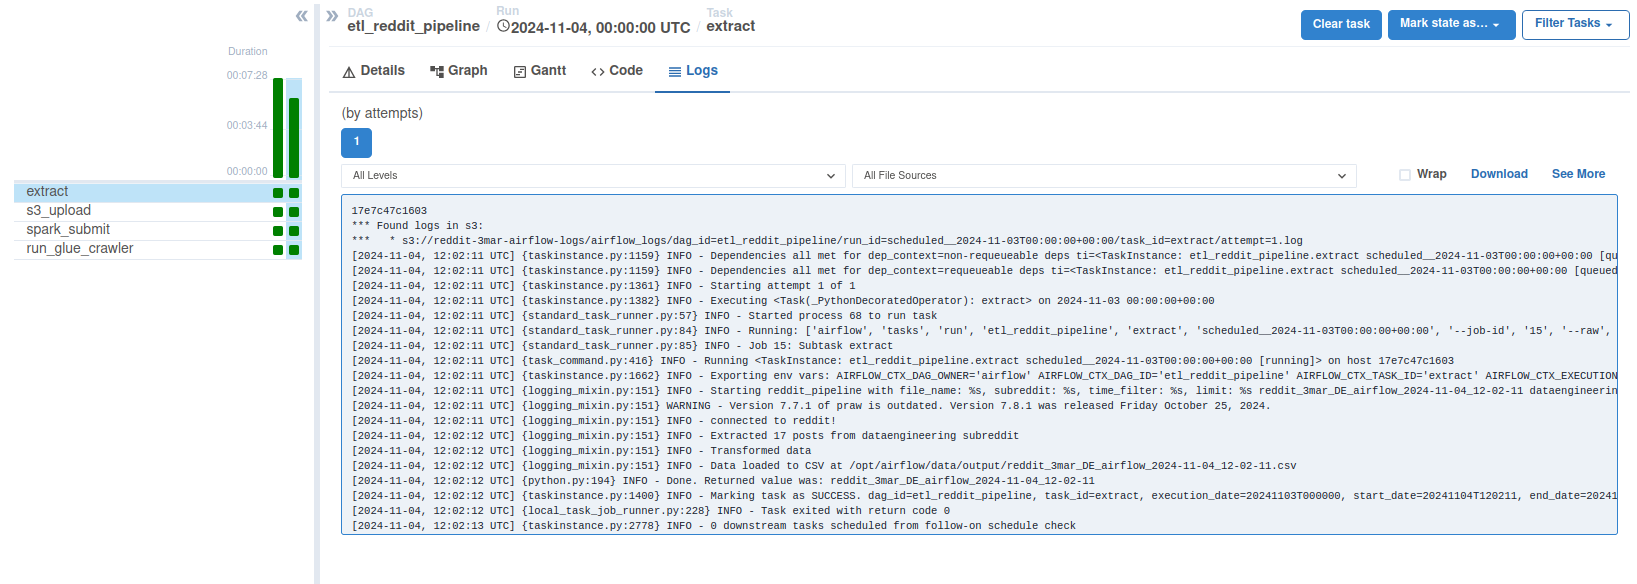 « » DAG Run Task
etl_reddit_pipeline / 2024-11-04, 00:00:00 UTC / extract
Clear task Mark state as... Filter Tasks
Duration
00:07:28
00:03:44
00:00:00
extract
s3_upload
spark_submit
run_glue_crawler
Details Graph Gantt <> Code Logs
(by attempts)
1
All Levels All File Sources Wrap Download See More
17e7c47c1603
*** Found logs in s3:
***   * s3://reddit-3mar-airflow-logs/airflow_logs/dag_id=etl_reddit_pipeline/run_id=scheduled__2024-11-03T00:00:00+00:00/task_id=extract/attempt=1.log
[2024-11-04, 12:02:11 UTC] {taskinstance.py:1159} INFO - Dependencies all met for dep_context=non-requeueable deps ti=<TaskInstance: etl_reddit_pipeline.extract scheduled__2024-11-03T00:00:00+00:00 [qu
[2024-11-04, 12:02:11 UTC] {taskinstance.py:1159} INFO - Dependencies all met for dep_context=requeueable deps ti=<TaskInstance: etl_reddit_pipeline.extract scheduled__2024-11-03T00:00:00+00:00 [queued
[2024-11-04, 12:02:11 UTC] {taskinstance.py:1361} INFO - Starting attempt 1 of 1
[2024-11-04, 12:02:11 UTC] {taskinstance.py:1382} INFO - Executing <Task(_PythonDecoratedOperator): extract> on 2024-11-03 00:00:00+00:00
[2024-11-04, 12:02:11 UTC] {standard_task_runner.py:57} INFO - Started process 68 to run task
[2024-11-04, 12:02:11 UTC] {standard_task_runner.py:84} INFO - Running: ['airflow', 'tasks', 'run', 'etl_reddit_pipeline', 'extract', 'scheduled__2024-11-03T00:00:00+00:00', '--job-id', '15', '--raw',
[2024-11-04, 12:02:11 UTC] {standard_task_runner.py:85} INFO - Job 15: Subtask extract
[2024-11-04, 12:02:11 UTC] {task_command.py:416} INFO - Running <TaskInstance: etl_reddit_pipeline.extract scheduled__2024-11-03T00:00:00+00:00 [running]> on host 17e7c47c1603
[2024-11-04, 12:02:11 UTC] {taskinstance.py:1662} INFO - Exporting env vars: AIRFLOW_CTX_DAG_OWNER='airflow' AIRFLOW_CTX_DAG_ID='etl_reddit_pipeline' AIRFLOW_CTX_TASK_ID='extract' AIRFLOW_CTX_EXECUTION
[2024-11-04, 12:02:11 UTC] {logging_mixin.py:151} INFO - Starting reddit_pipeline with file_name: %s, subreddit: %s, time_filter: %s, limit: %s reddit_3mar_DE_airflow_2024-11-04_12-02-11 dataengineerin
[2024-11-04, 12:02:11 UTC] {logging_mixin.py:151} WARNING - Version 7.7.1 of praw is outdated. Version 7.8.1 was released Friday October 25, 2024.
[2024-11-04, 12:02:11 UTC] {logging_mixin.py:151} INFO - connected to reddit!
[2024-11-04, 12:02:12 UTC] {logging_mixin.py:151} INFO - Extracted 17 posts from dataengineering subreddit
[2024-11-04, 12:02:12 UTC] {logging_mixin.py:151} INFO - Transformed data
[2024-11-04, 12:02:12 UTC] {logging_mixin.py:151} INFO - Data loaded to CSV at /opt/airflow/data/output/reddit_3mar_DE_airflow_2024-11-04_12-02-11.csv
[2024-11-04, 12:02:12 UTC] {python.py:194} INFO - Done. Returned value was: reddit_3mar_DE_airflow_2024-11-04_12-02-11
[2024-11-04, 12:02:12 UTC] {taskinstance.py:1400} INFO - Marking task as SUCCESS. dag_id=etl_reddit_pipeline, task_id=extract, execution_date=20241103T000000, start_date=20241104T120211, end_date=20241
[2024-11-04, 12:02:12 UTC] {local_task_job_runner.py:228} INFO - Task exited with return code 0
[2024-11-04, 12:02:13 UTC] {taskinstance.py:2778} INFO - 0 downstream tasks scheduled from follow-on schedule check